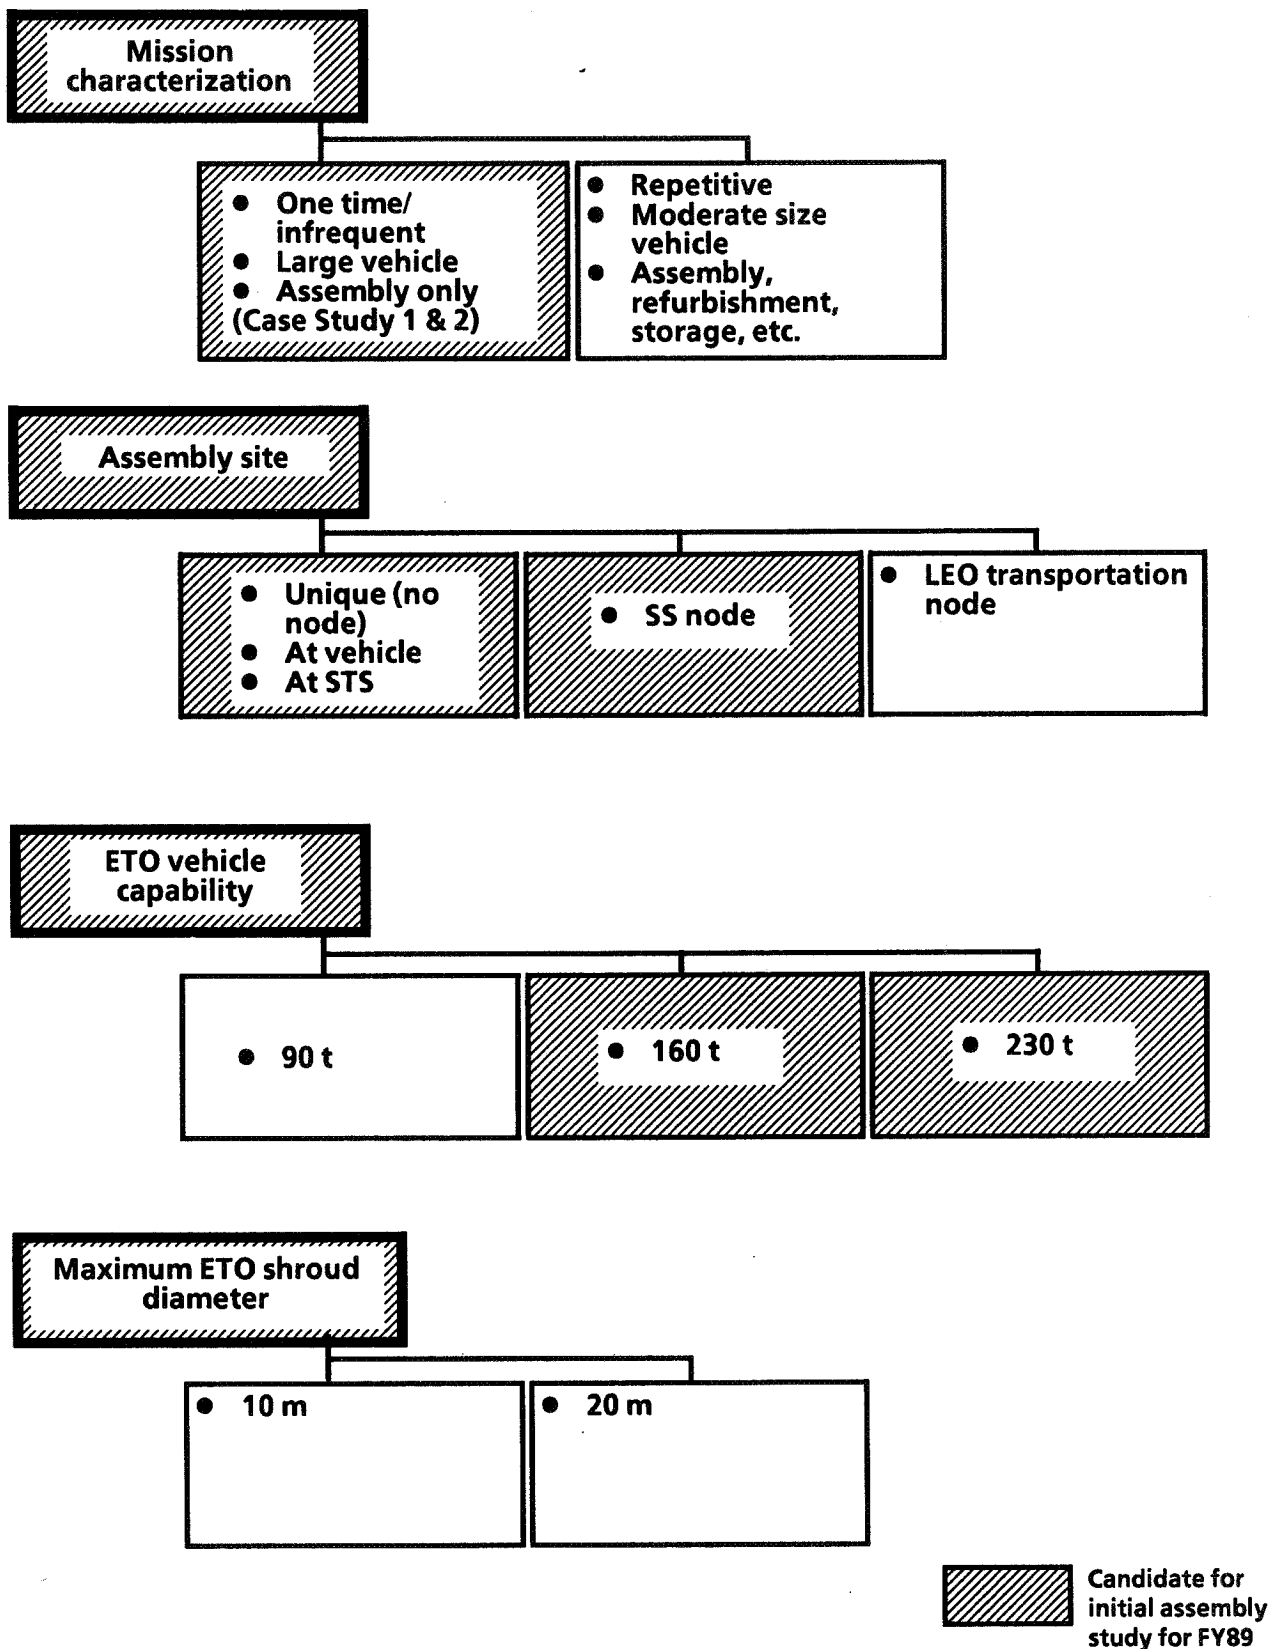 Mission
characterization
● One time/
infrequent
● Large vehicle
● Assembly only
(Case Study 1 & 2)
● Repetitive
● Moderate size
vehicle
● Assembly,
refurbishment,
storage, etc.
Assembly site
● Unique (no
node)
● At vehicle
● At STS
● SS node
● LEO transportation
node
ETO vehicle
capability
● 90 t
● 160 t
● 230 t
Maximum ETO shroud
diameter
● 10 m
● 20 m
Candidate for
initial assembly
study for FY89